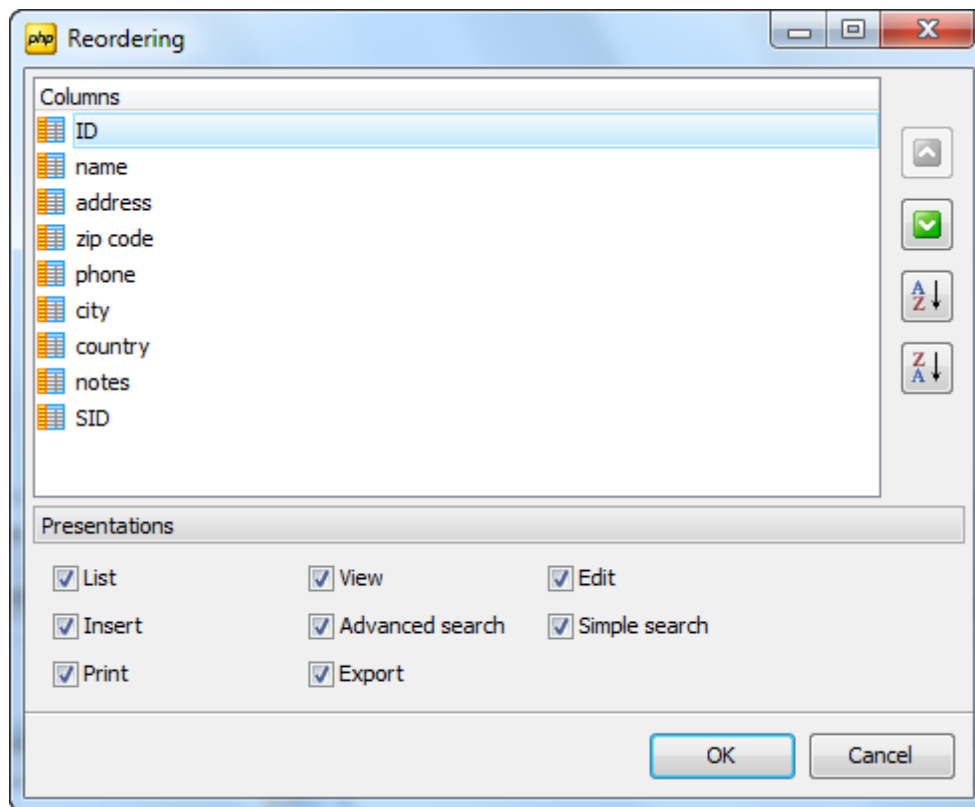 php Reordering
Columns
ID
name
address
zip code
phone
city
country
notes
SID
A
Z
Z
A
Presentations
List View Edit
Insert Advanced search Simple search
Print Export
OK Cancel